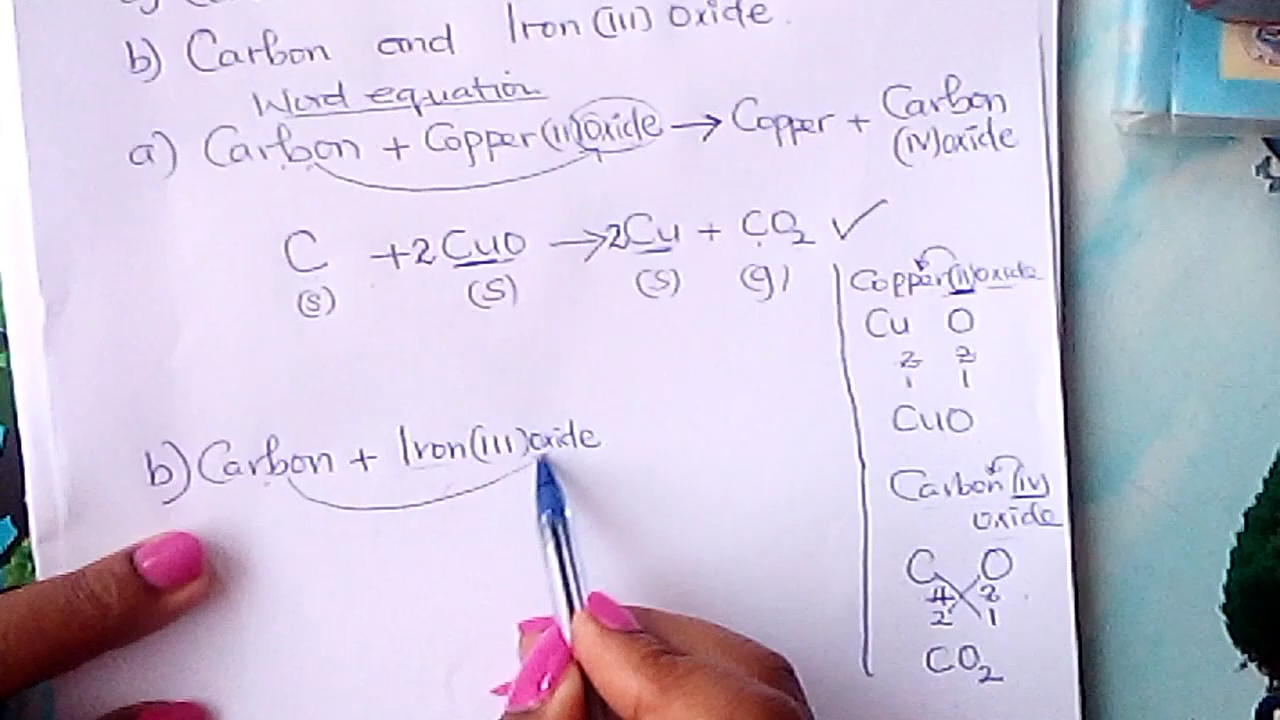 b) Carbon and Iron (III) Oxide.
Word equation
a) Carbon + Copper(II)Oxide → Copper + Carbon
(IV)oxide
C + 2CuO → 2Cu + CO₂ ✓
(s) (s) (s) (g)
b) Carbon + Iron(III)oxide
Copper(II)oxide
Cu O
2 2
1 1
CuO
Carbon (IV)
oxide
C O
4 2
2 1
CO₂